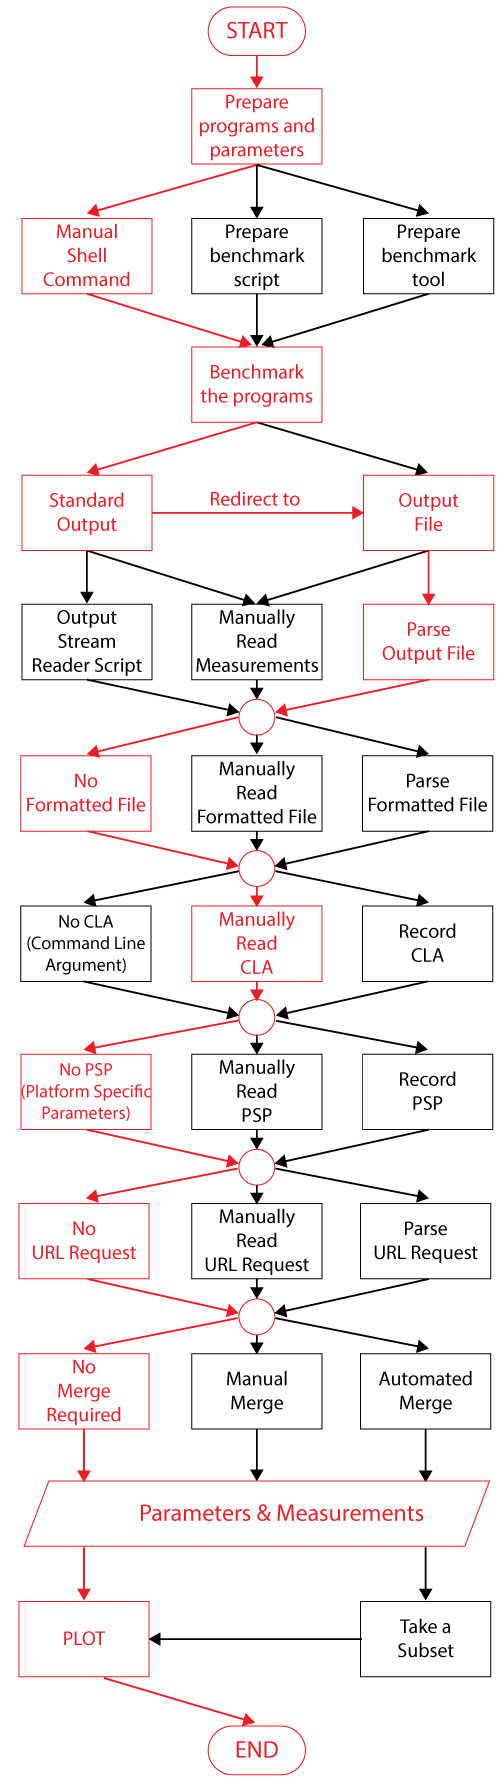 START
Prepare
programs and
parameters
Manual
Shell
Command
Prepare
benchmark
script
Prepare
benchmark
tool
Benchmark
the programs
Standard
Output
Redirect to
Output
File
Output
Stream
Reader Script
Manually
Read
Measurements
Parse
Output File
No
Formatted File
Manually
Read
Formatted File
Parse
Formatted File
No CLA
(Command Line
Argument)
Manually
Read
CLA
Record
CLA
No PSP
(Platform Specific
Parameters)
Manually
Read
PSP
Record
PSP
No
URL Request
Manually
Read
URL Request
Parse
URL Request
No
Merge
Required
Manual
Merge
Automated
Merge
Parameters & Measurements
PLOT
Take a
Subset
END